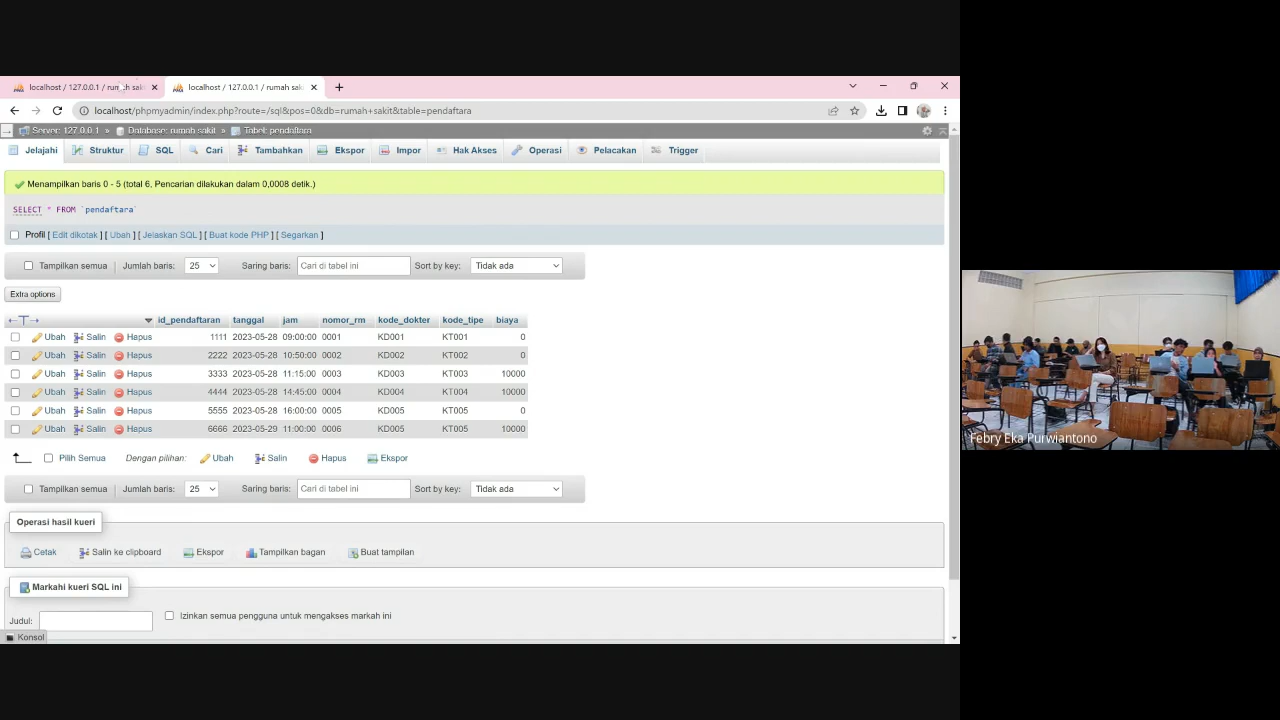 localhost / 127.0.0.1 / rumah sak
localhost / 127.0.0.1 / rumah sak
localhost/phpmyadmin/index.php?route=/sql&pos=0&db=rumah+sakit&table=pendaftara
Server: 127.0.0.1 » Database: rumah sakit » Tabel: pendaftara
Jelajahi Struktur SQL Cari Tambahkan Ekspor Impor Hak Akses Operasi Pelacakan Trigger
Menampilkan baris 0 - 5 (total 6, Pencarian dilakukan dalam 0,0008 detik.)
SELECT * FROM `pendaftara`
Profil [ Edit dikotak ] [ Ubah ] [ Jelaskan SQL ] [ Buat kode PHP ] [ Segarkan ]
Tampilkan semua | Jumlah baris: 25 Saring baris: Cari di tabel ini Sort by key: Tidak ada
Extra options
←T→ id_pendaftaran tanggal jam nomor_rm kode_dokter kode_tipe biaya
Ubah Salin Hapus 1111 2023-05-28 09:00:00 0001 KD001 KT001 0
Ubah Salin Hapus 2222 2023-05-28 10:50:00 0002 KD002 KT002 0
Ubah Salin Hapus 3333 2023-05-28 11:15:00 0003 KD003 KT003 10000
Ubah Salin Hapus 4444 2023-05-28 14:45:00 0004 KD004 KT004 10000
Ubah Salin Hapus 5555 2023-05-28 16:00:00 0005 KD005 KT005 0
Ubah Salin Hapus 6666 2023-05-29 11:00:00 0006 KD005 KT005 10000
Pilih Semua Dengan pilihan: Ubah Salin Hapus Ekspor
Tampilkan semua | Jumlah baris: 25 Saring baris: Cari di tabel ini Sort by key: Tidak ada
Operasi hasil kueri
Cetak Salin ke clipboard Ekspor Tampilkan bagan Buat tampilan
Markahi kueri SQL ini
Judul: Izinkan semua pengguna untuk mengakses markah ini
Konsol
Febry Eka Purwiantono